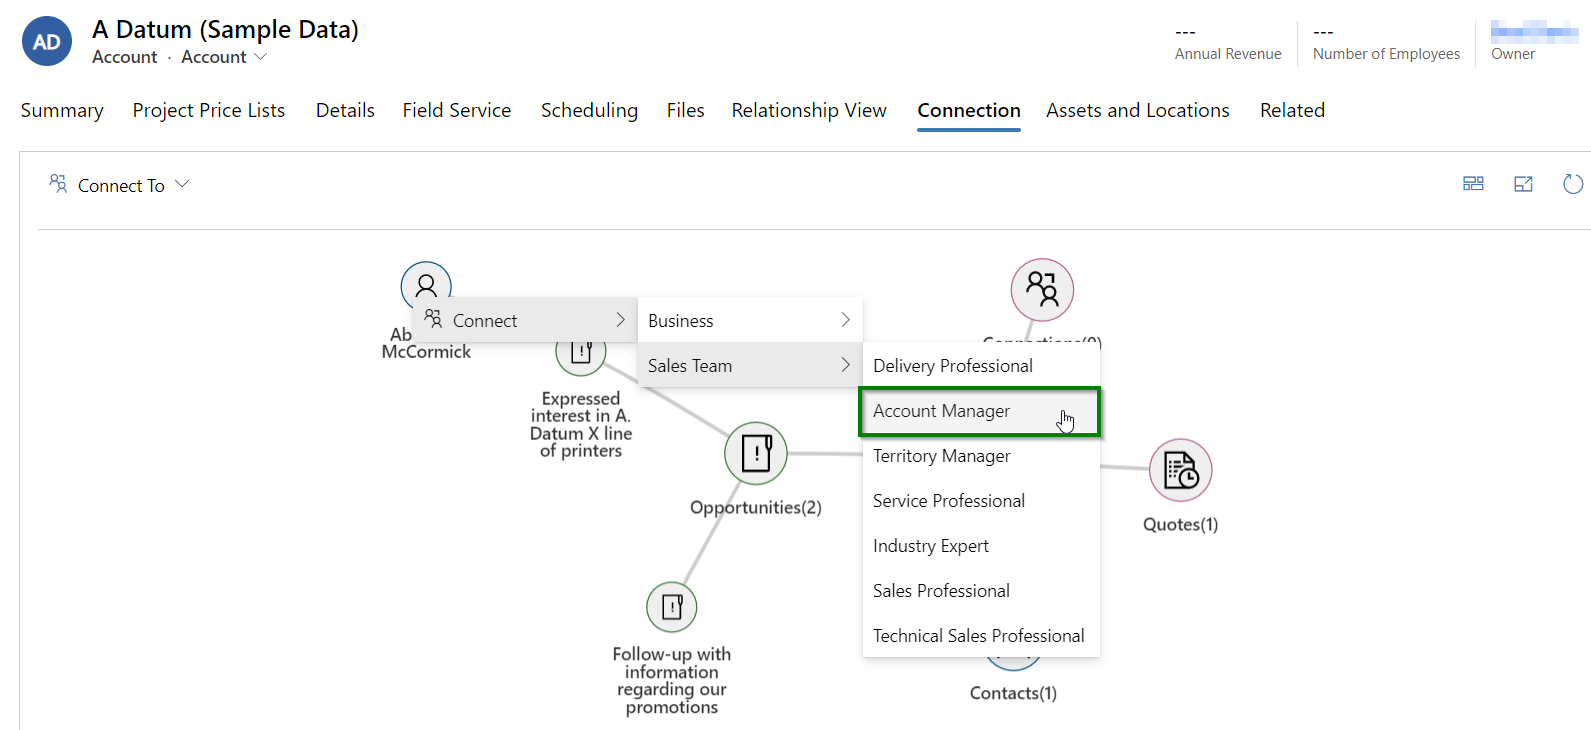 AD
A Datum (Sample Data)
Account · Account
---
Annual Revenue
---
Number of Employees
Owner
Summary
Project Price Lists
Details
Field Service
Scheduling
Files
Relationship View
Connection
Assets and Locations
Related
Connect To
Connect
Business
Sales Team
Delivery Professional
Account Manager
Territory Manager
Service Professional
Industry Expert
Sales Professional
Technical Sales Professional
Ab
McCormick
Expressed
interest in A.
Datum X line
of printers
Opportunities(2)
Follow-up with
information
regarding our
promotions
Quotes(1)
Contacts(1)